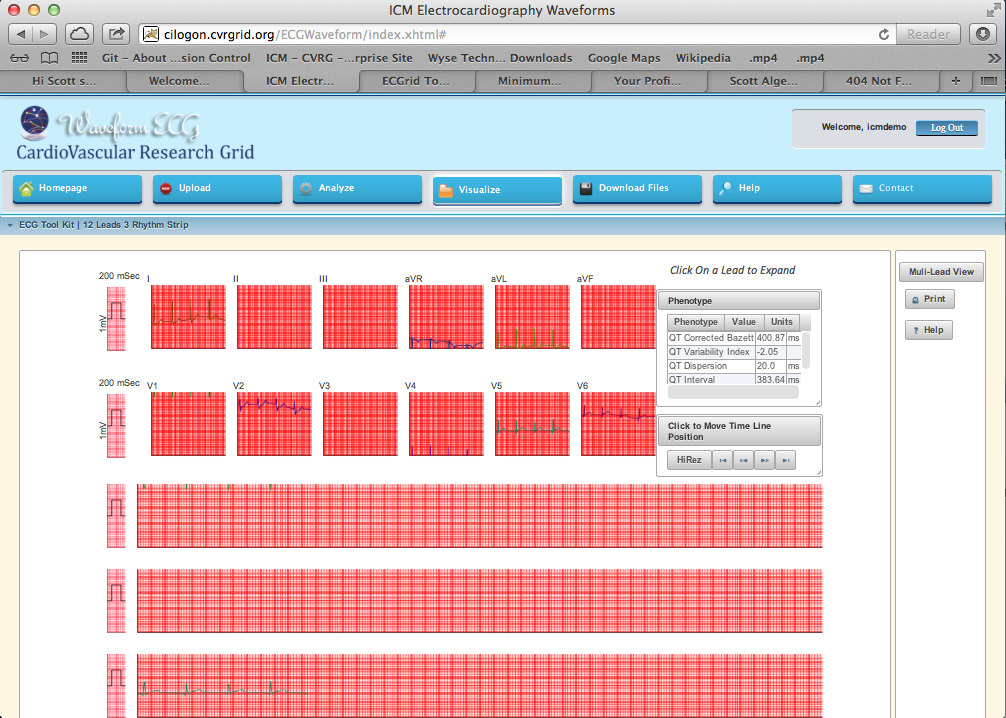 ICM Electrocardiography Waveforms
cilogon.cvrgrid.org/ECGWaveform/index.xhtml#
Reader
Git – About ...sion Control ICM – CVRG –...rprise Site Wyse Techn... Downloads Google Maps Wikipedia .mp4 .mp4
Hi Scott s... Welcome... ICM Electr... ECGrid To... Minimum... Your Profi... Scott Alge... 404 Not F...
Waveform ECG
CardioVascular Research Grid
Welcome, icmdemo Log Out
Homepage Upload Analyze Visualize Download Files Help Contact
ECG Tool Kit | 12 Leads 3 Rhythm Strip
Click On a Lead to Expand
Muli-Lead View
Print
Help
200 mSec I II III aVR aVL aVF
1mV
Phenotype
Phenotype Value Units
QT Corrected Bazett 400.87 ms
QT Variability Index -2.05
QT Dispersion 20.0 ms
QT Interval 383.64 ms
200 mSec V1 V2 V3 V4 V5 V6
1mV
Click to Move Time Line
Position
HiRez